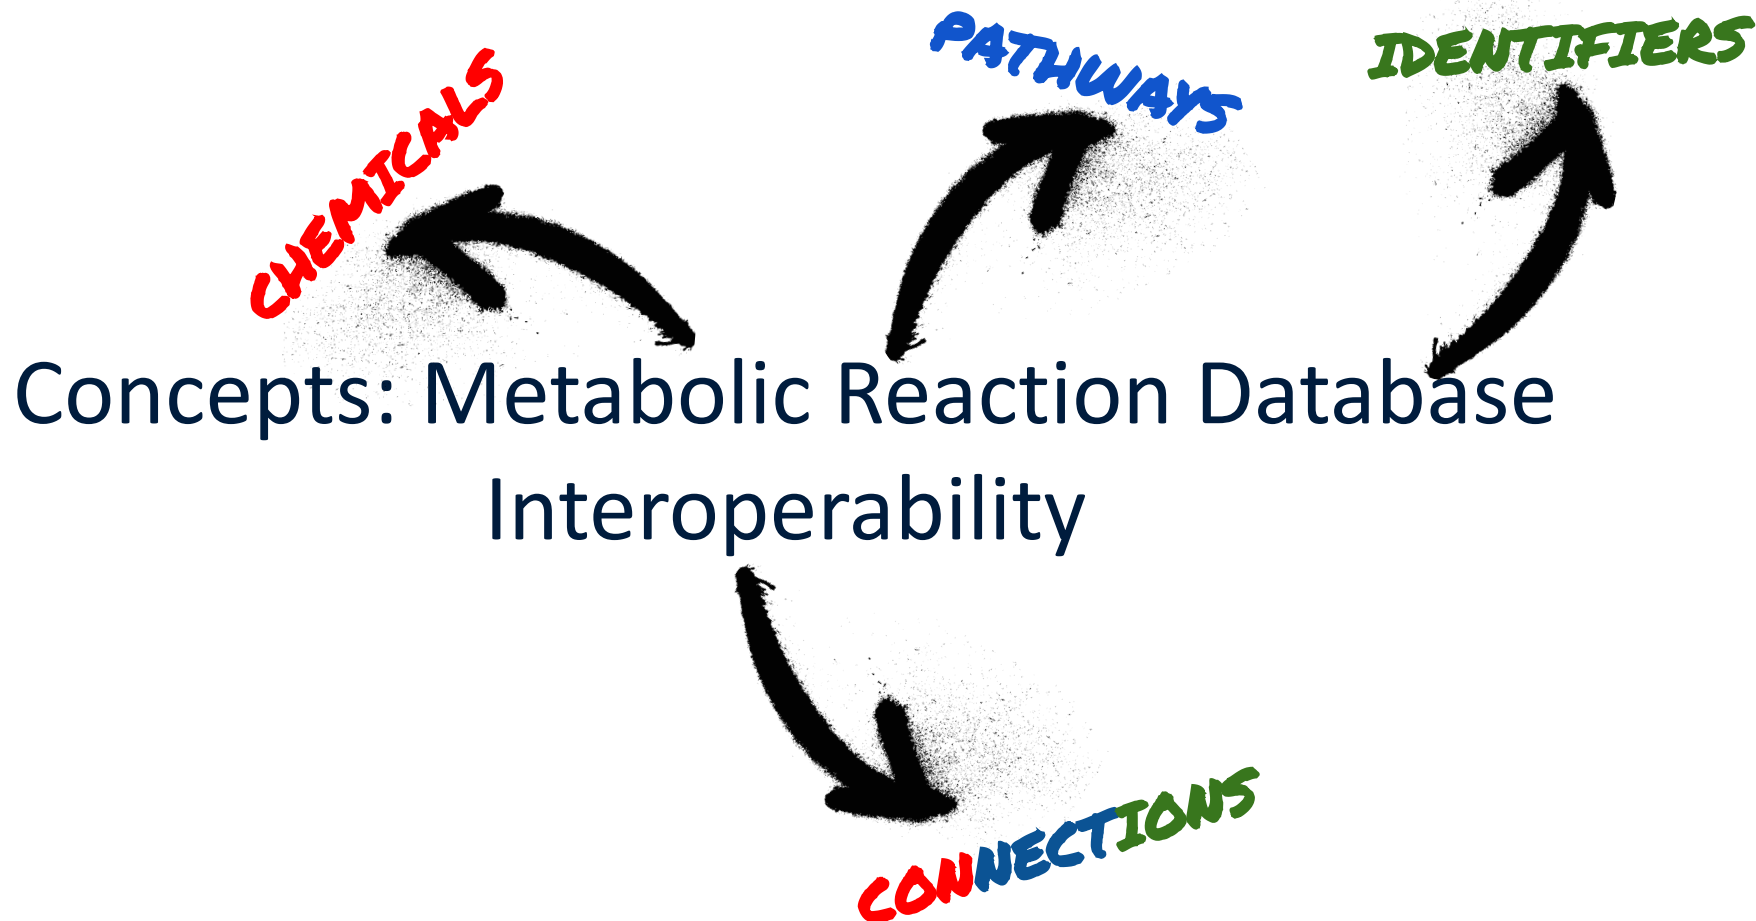 PATHWAYS
IDENTIFIERS
CHEMICALS
Concepts: Metabolic Reaction Database
Interoperability
CONNECTIONS